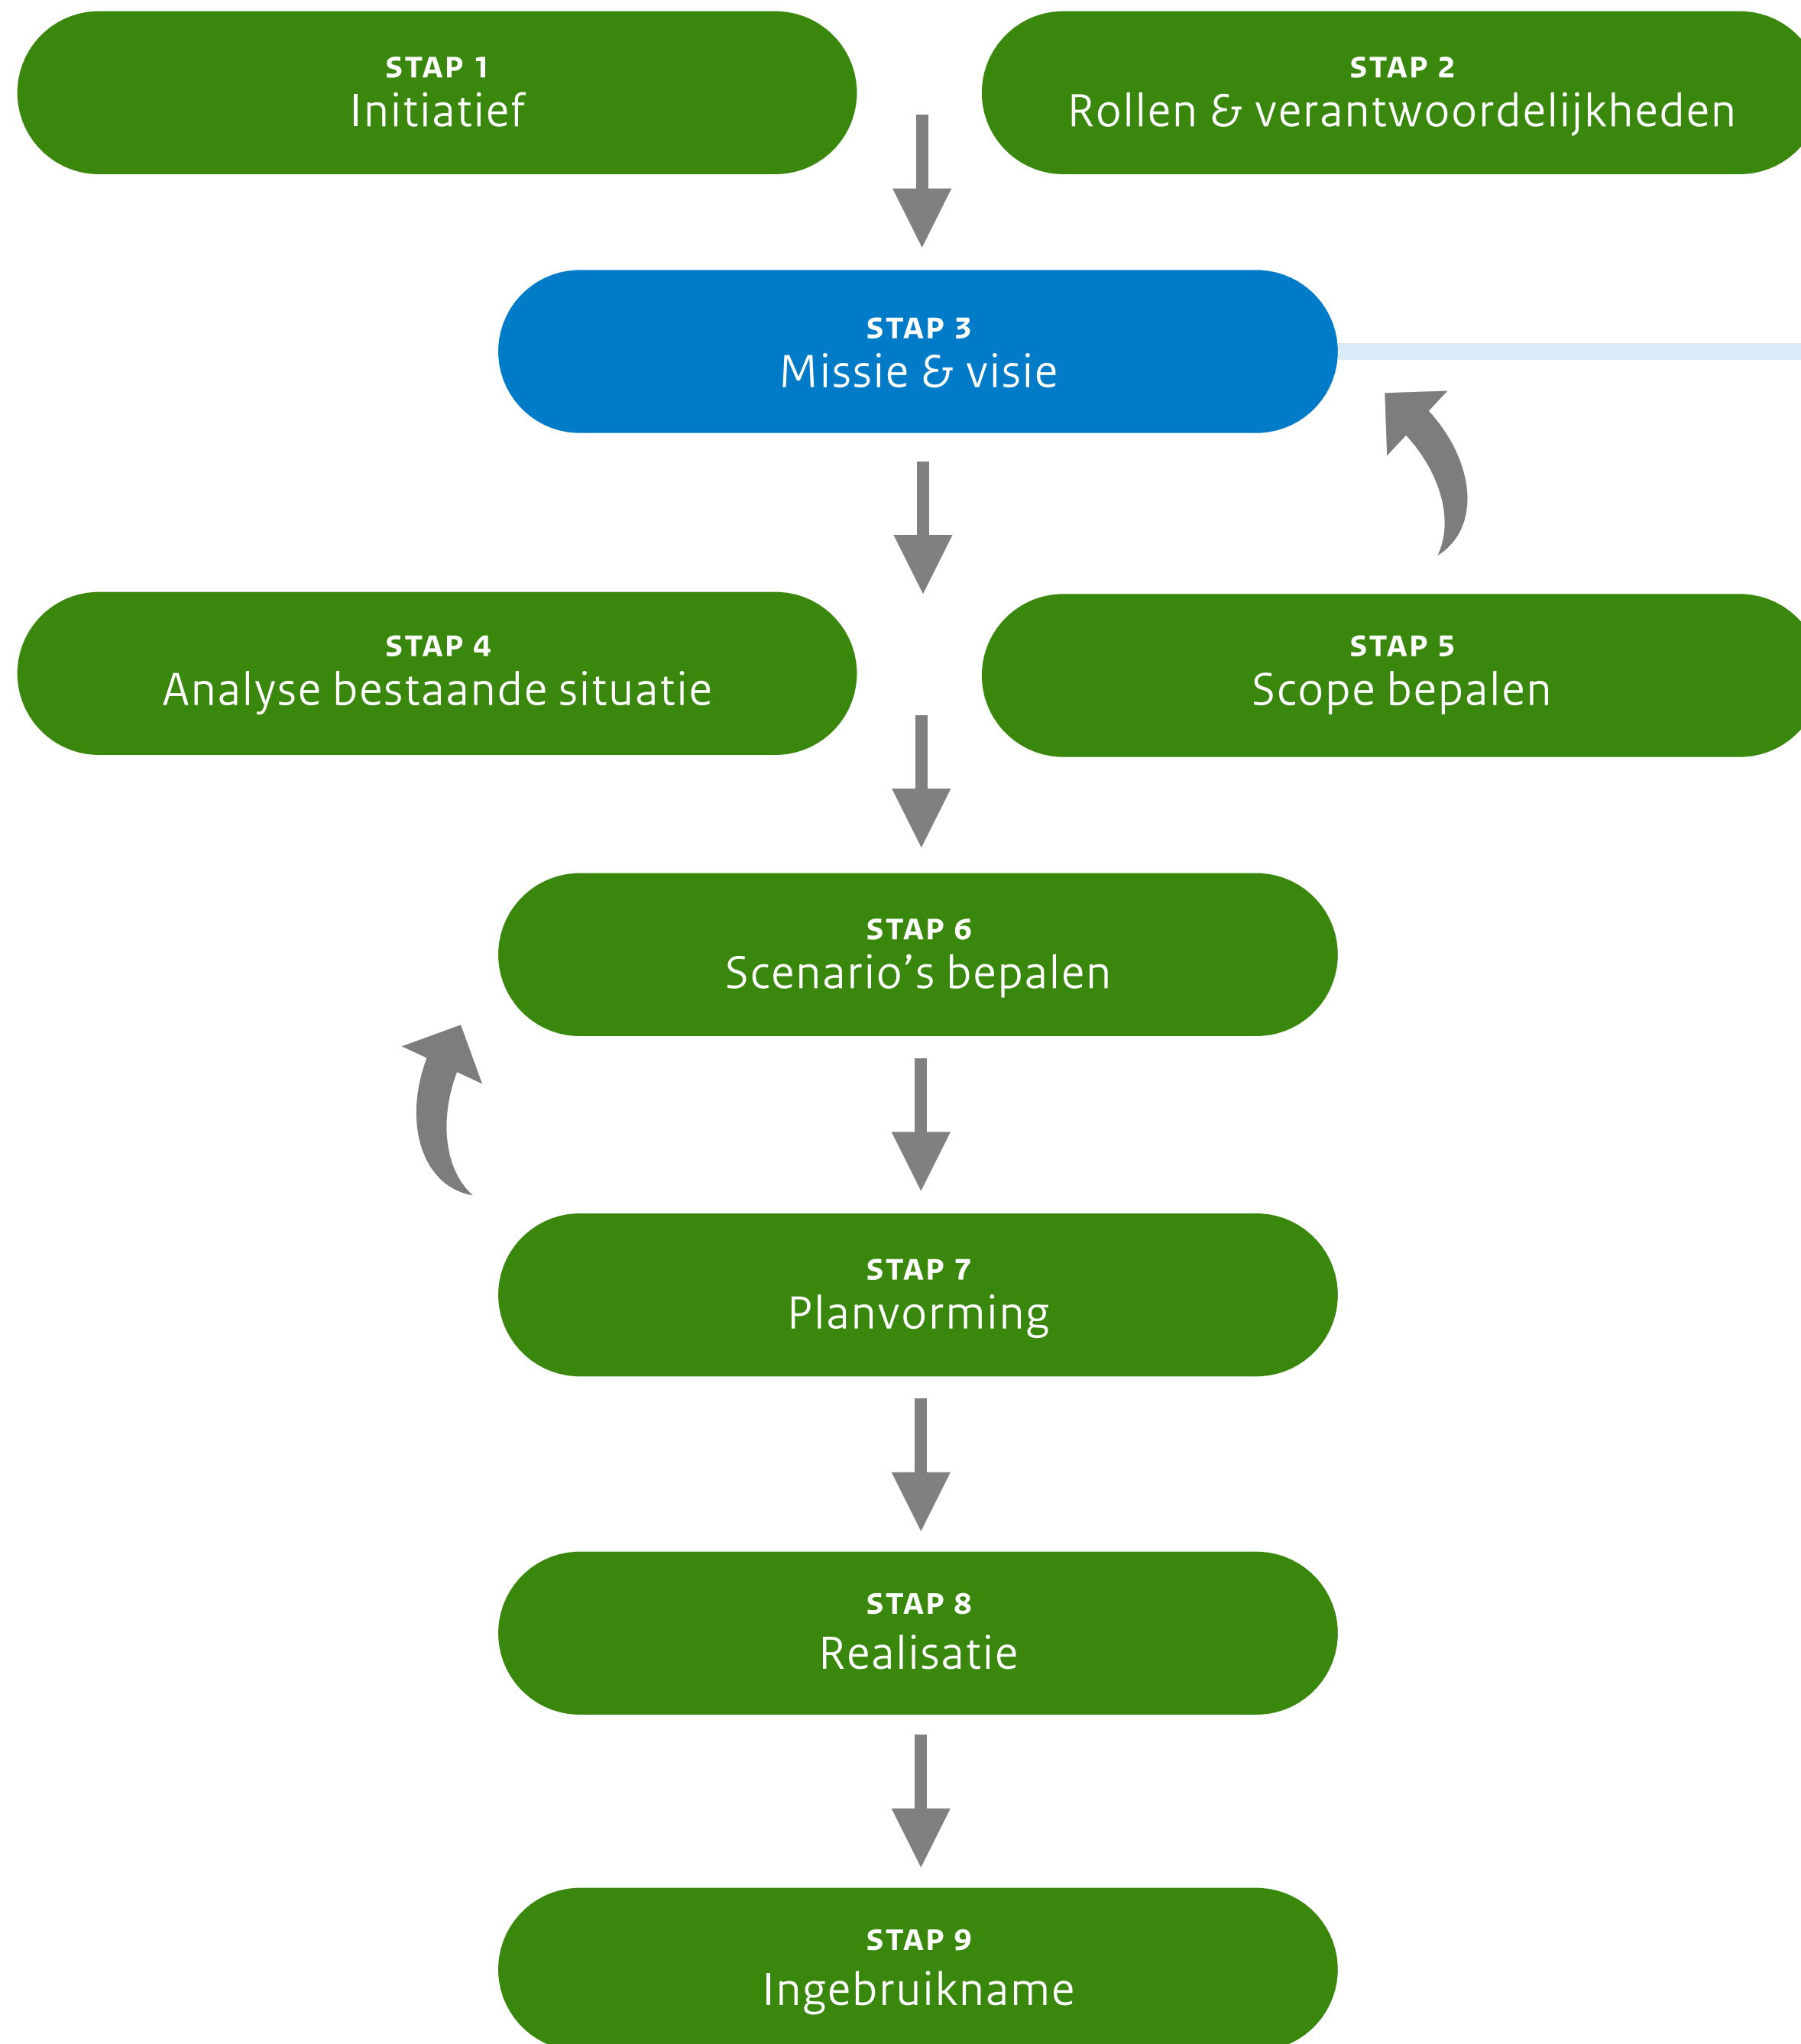 STAP 1
Initiatief
STAP 2
Rollen & verantwoordelijkheden
STAP 3
Missie & visie
STAP 4
Analyse bestaande situatie
STAP 5
Scope bepalen
STAP 6
Scenario’s bepalen
STAP 7
Planvorming
STAP 8
Realisatie
STAP 9
Ingebruikname